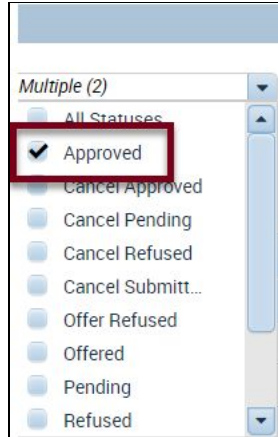 Multiple (2)
All Statuses
Approved
Cancel Approved
Cancel Pending
Cancel Refused
Cancel Submitt...
Offer Refused
Offered
Pending
Refused